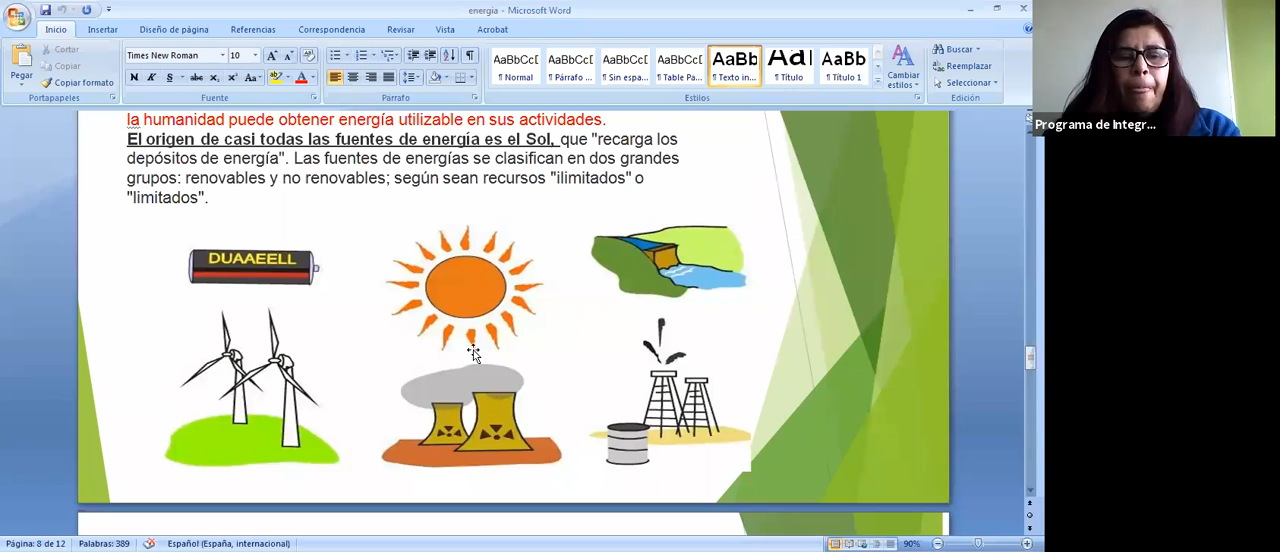 energía - Microsoft Word
Inicio Insertar Diseño de página Referencias Correspondencia Revisar Vista Acrobat
Pegar
Cortar
Copiar
Copiar formato
Portapapeles
Times New Roman 10
Fuente
Párrafo
AaBbCcD AaBbCcD AaBbCcD AaBbCcD AaBb AaI AaBb
¶ Normal ¶ Párrafo ... ¶ Sin espa... ¶ Table Pa... ¶ Texto in... ¶ Título ¶ Título 1
Estilos
Cambiar estilos
Buscar
Reemplazar
Seleccionar
Edición
Programa de Integr...
la humanidad puede obtener energía utilizable en sus actividades.
El origen de casi todas las fuentes de energía es el Sol, que "recarga los
depósitos de energía". Las fuentes de energías se clasifican en dos grandes
grupos: renovables y no renovables; según sean recursos "ilimitados" o
"limitados".
DUAAEELL
Página: 8 de 12 Palabras: 389 Español (España, internacional) 90%